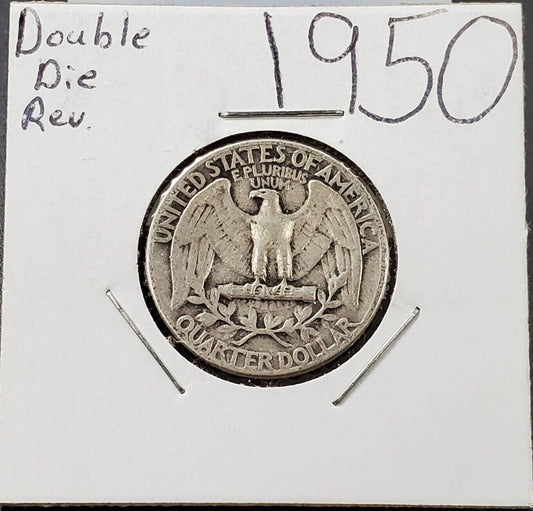 Double
Die
Rev.
1950
UNITED STATES OF AMERICA
E PLURIBUS
UNUM
QUARTER DOLLAR